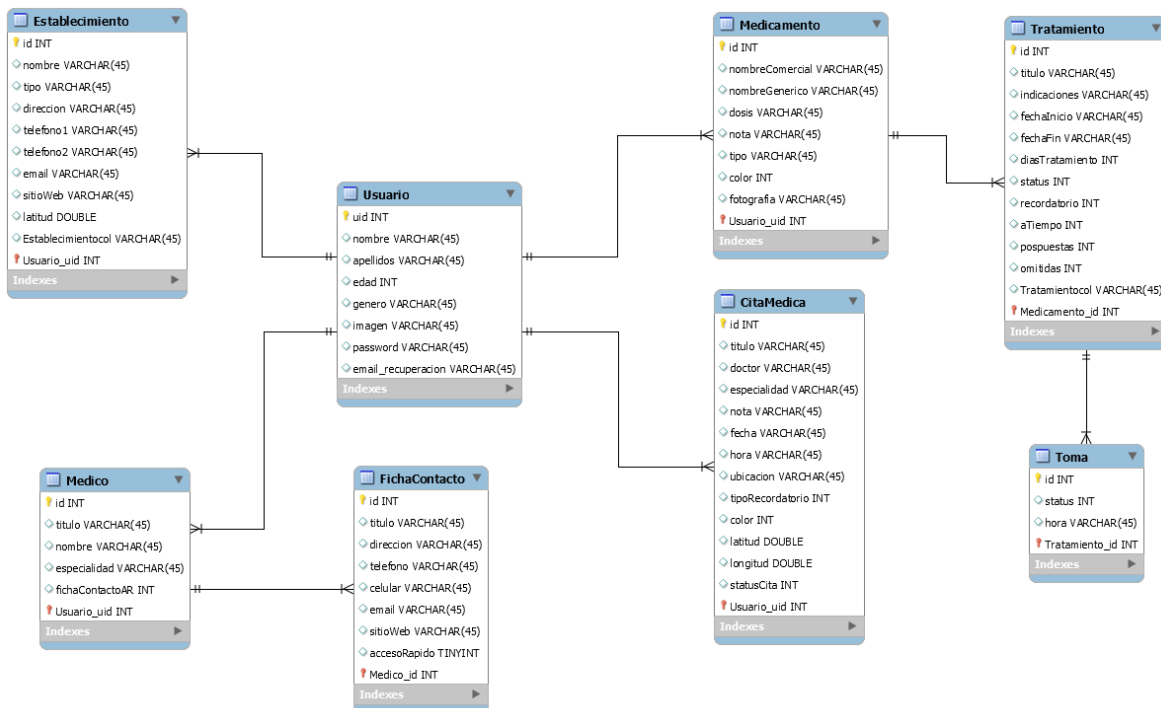 Establecimiento
id INT
nombre VARCHAR(45)
tipo VARCHAR(45)
direccion VARCHAR(45)
telefono1 VARCHAR(45)
telefono2 VARCHAR(45)
email VARCHAR(45)
sitioWeb VARCHAR(45)
latitud DOUBLE
Establecimientocol VARCHAR(45)
Usuario_uid INT
Indexes
Usuario
uid INT
nombre VARCHAR(45)
apellidos VARCHAR(45)
edad INT
genero VARCHAR(45)
imagen VARCHAR(45)
password VARCHAR(45)
email_recuperacion VARCHAR(45)
Indexes
Medicamento
id INT
nombreComercial VARCHAR(45)
nombreGenerico VARCHAR(45)
dosis VARCHAR(45)
nota VARCHAR(45)
tipo VARCHAR(45)
color INT
fotografia VARCHAR(45)
Usuario_uid INT
Indexes
Tratamiento
id INT
titulo VARCHAR(45)
indicaciones VARCHAR(45)
fechaInicio VARCHAR(45)
fechaFin VARCHAR(45)
diasTratamiento INT
status INT
recordatorio INT
aTiempo INT
pospuestas INT
omitidas INT
Tratamientocol VARCHAR(45)
Medicamento_id INT
Indexes
CitaMedica
id INT
titulo VARCHAR(45)
doctor VARCHAR(45)
especialidad VARCHAR(45)
nota VARCHAR(45)
fecha VARCHAR(45)
hora VARCHAR(45)
ubicacion VARCHAR(45)
tipoRecordatorio INT
color INT
latitud DOUBLE
longitud DOUBLE
statusCita INT
Usuario_uid INT
Indexes
Medico
id INT
titulo VARCHAR(45)
nombre VARCHAR(45)
especialidad VARCHAR(45)
fichaContactoAR INT
Usuario_uid INT
Indexes
FichaContacto
id INT
titulo VARCHAR(45)
direccion VARCHAR(45)
telefono VARCHAR(45)
celular VARCHAR(45)
email VARCHAR(45)
sitioWeb VARCHAR(45)
accesoRapido TINYINT
Medico_id INT
Indexes
Toma
id INT
status INT
hora VARCHAR(45)
Tratamiento_id INT
Indexes